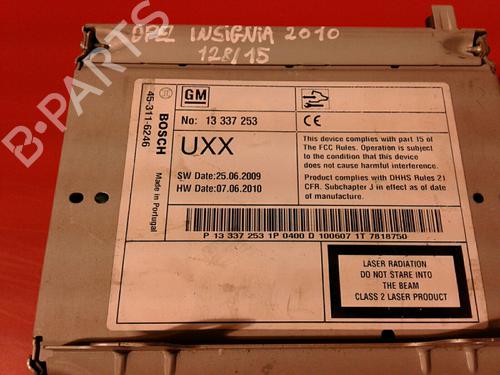 OPEL INSIGNIA 2010
128/15
B-PARTS
GM
No: 13 337 253
UXX
SW Date:25.06.2009
HW Date:07.06.2010
45-311-6246
BOSCH
Made in Portugal
CE
This device complies with part 15 of
The FCC Rules. Operation is subject
to the condition that this device
does not cause harmful interference.
Product complies with DHHS Rules 21
CFR. Subchapter J in effect as of date
of manufacture.
P 13 337 253 1P 0400 D 100607 1T 7818750
LASER RADIATION
DO NOT STARE INTO
THE BEAM
CLASS 2 LASER PRODUCT